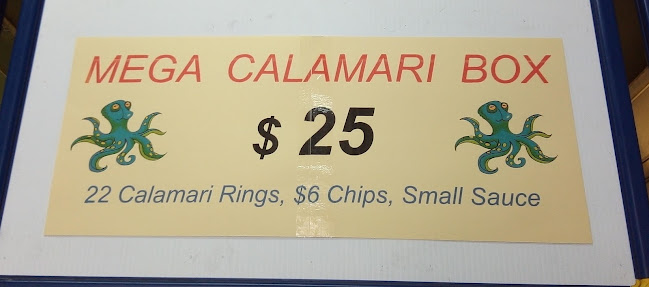 MEGA CALAMARI BOX
$ 25
22 Calamari Rings, $6 Chips, Small Sauce